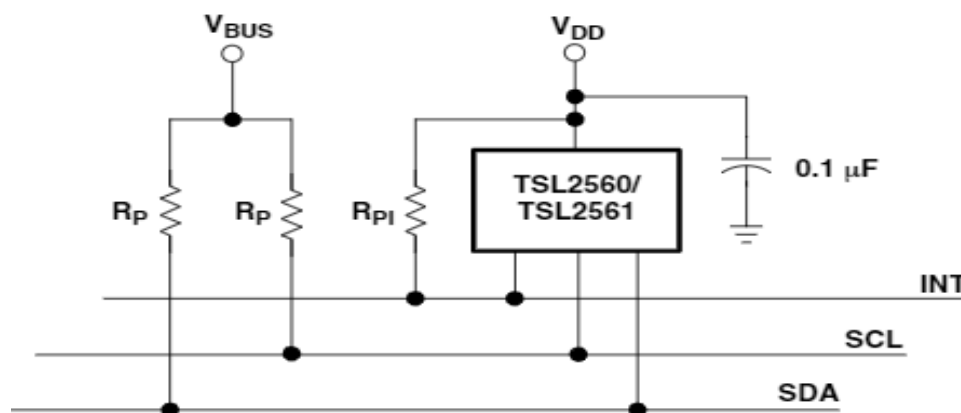 VBUS
VDD
RP
RP
RPI
TSL2560/
TSL2561
0.1 μF
INT
SCL
SDA